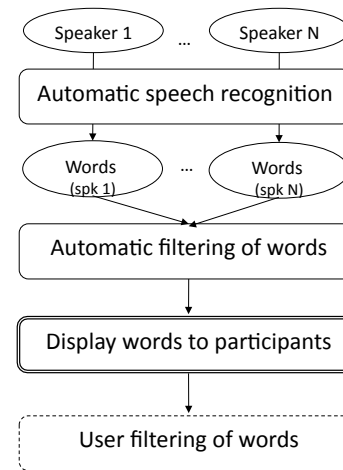 Speaker 1 ... Speaker N
Automatic speech recognition
Words ... Words
(spk 1) (spk N)
Automatic filtering of words
Display words to participants
User filtering of words